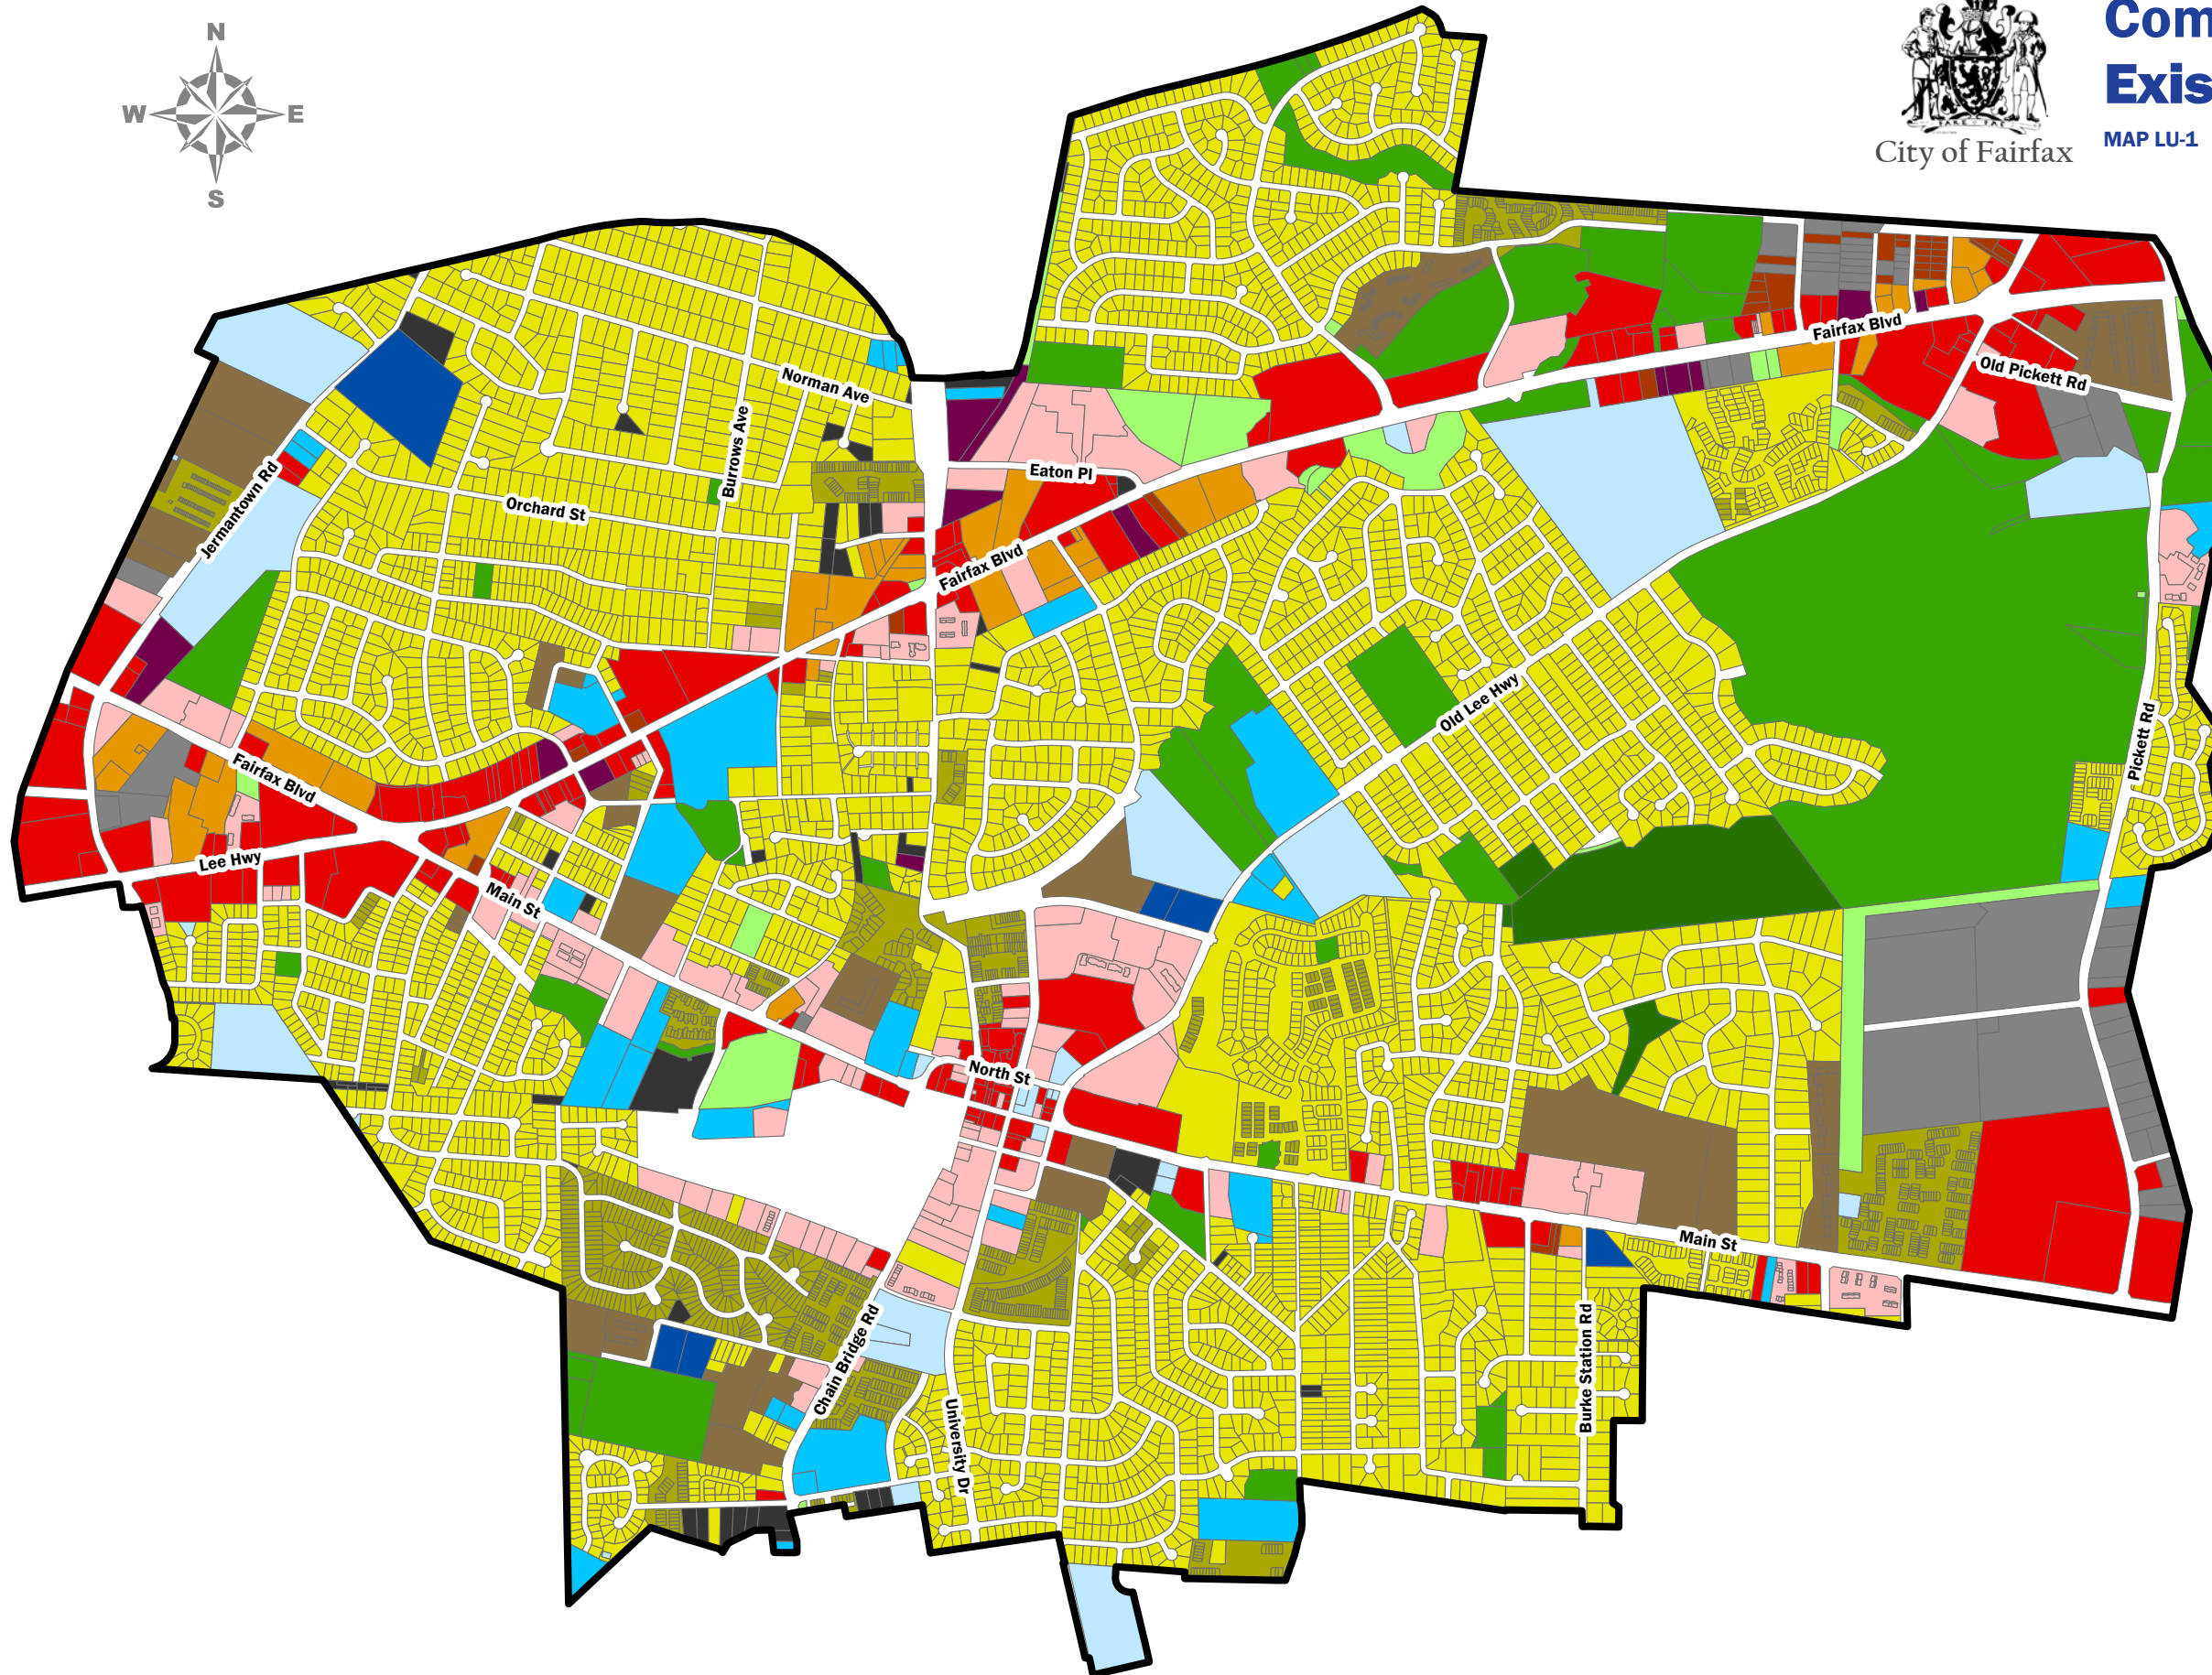 N
W
E
S
Com
Exis
MAP LU-1
City of Fairfax
Fairfax Blvd
Old Pickett Rd
Norman Ave
Burrows Ave
Eaton Pl
Jermantown Rd
Orchard St
Fairfax Blvd
Old Lee Hwy
Pickett Rd
Fairfax Blvd
Lee Hwy
Main St
North St
Main St
Chain Bridge Rd
Burke Station Rd
University Dr